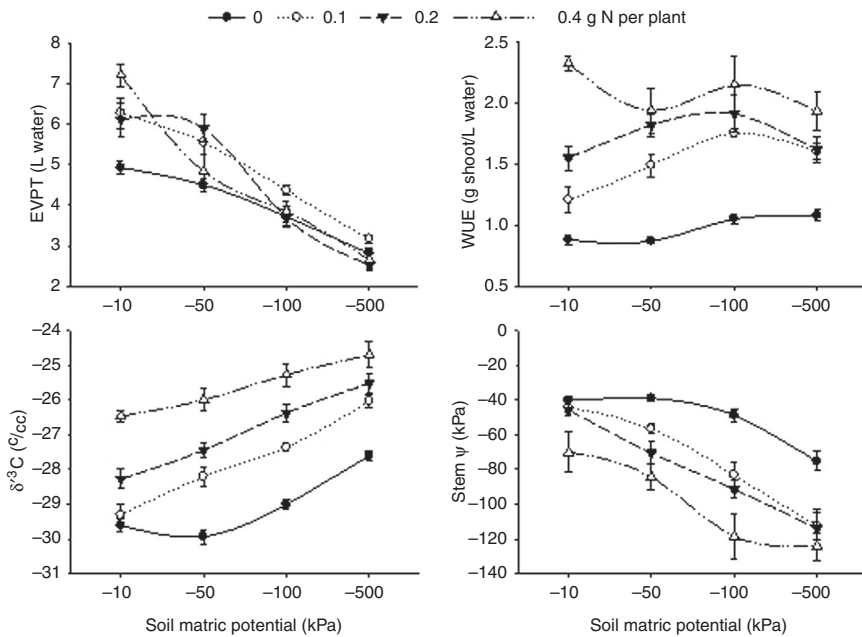 0 0.1 0.2 0.4 g N per plant
EVPT (L water)
8
7
6
5
4
3
2
–10 –50 –100 –500
WUE (g shoot/L water)
2.5
2.0
1.5
1.0
0.5
–10 –50 –100 –500
δ′³C (c/cc)
–24
–25
–26
–27
–28
–29
–30
–31
–10 –50 –100 –500
Soil matric potential (kPa)
Stem ψ (kPa)
0
–20
–40
–60
–80
–100
–120
–140
–10 –50 –100 –500
Soil matric potential (kPa)